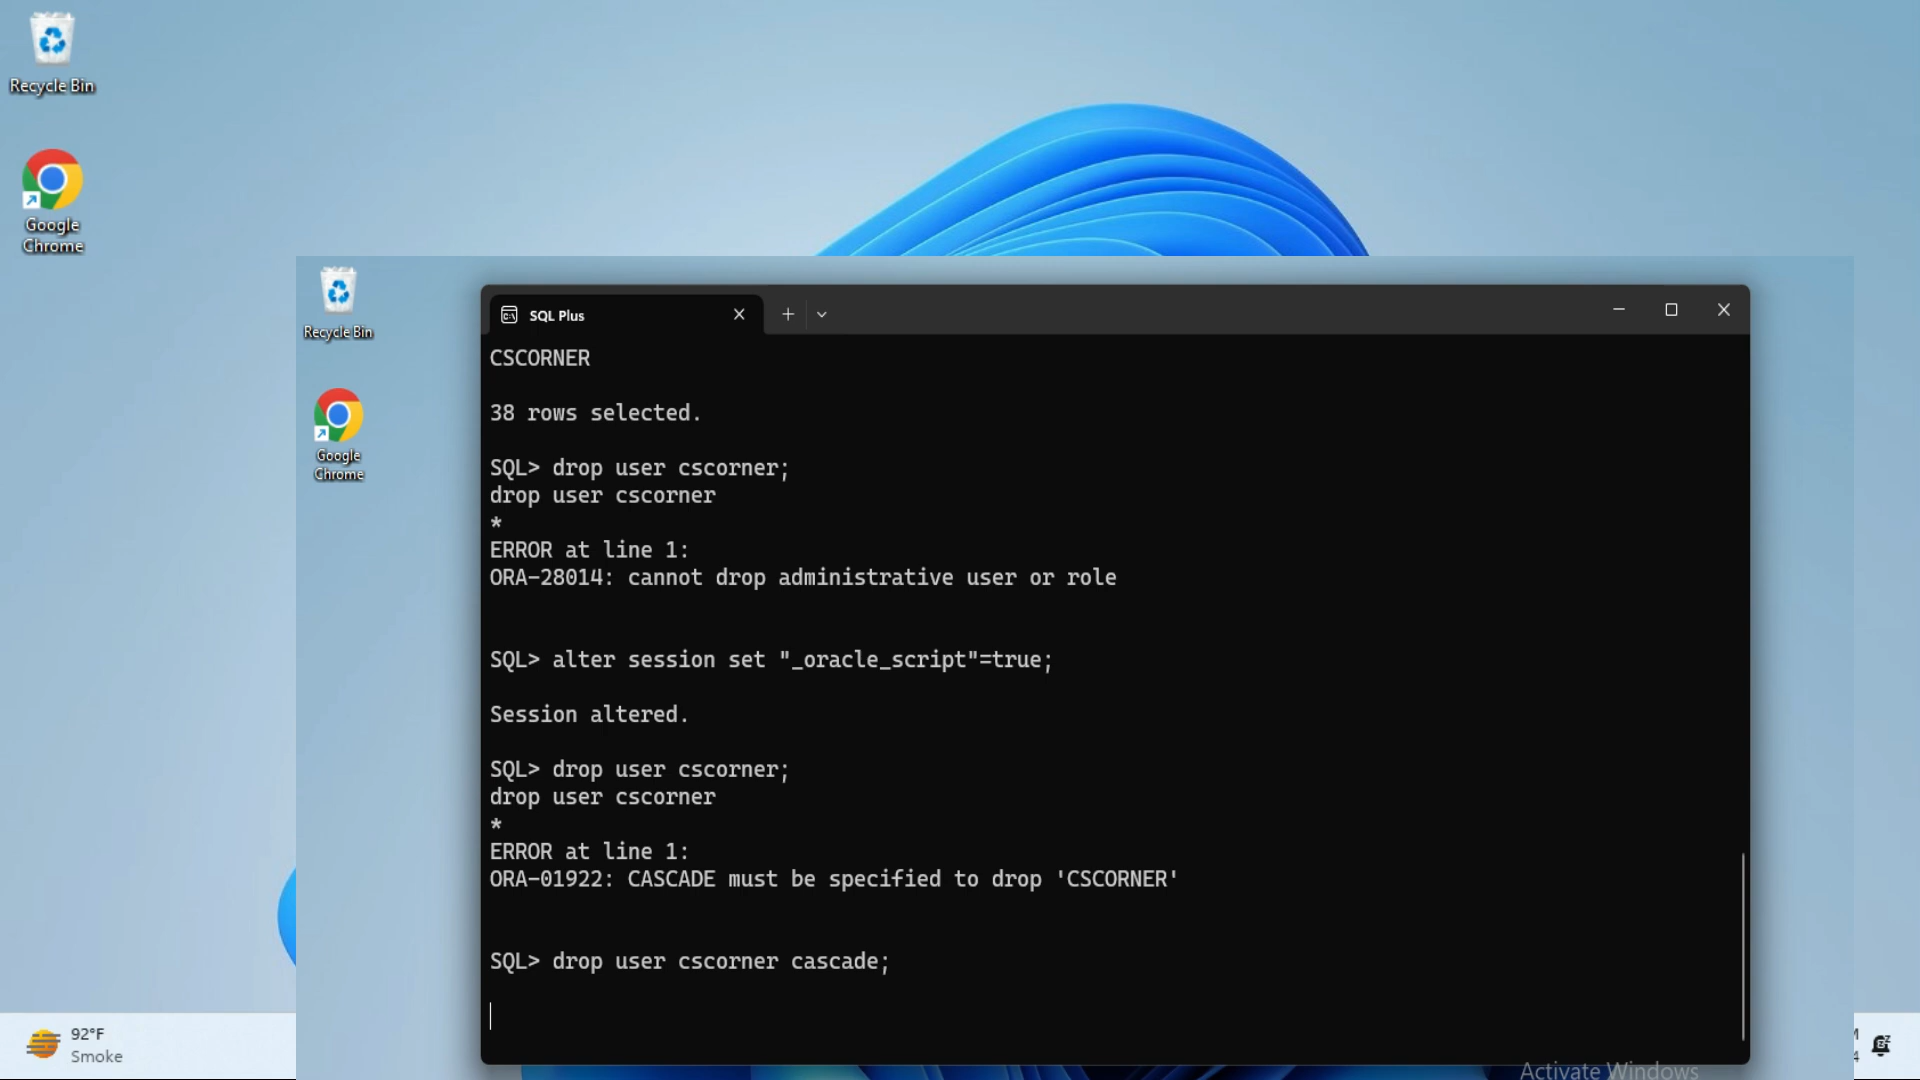 Recycle Bin
Google
Chrome
Recycle Bin
Google
Chrome
SQL Plus
CSCORNER
38 rows selected.
SQL> drop user cscorner;
drop user cscorner
*
ERROR at line 1:
ORA-28014: cannot drop administrative user or role
SQL> alter session set "_oracle_script"=true;
Session altered.
SQL> drop user cscorner;
drop user cscorner
*
ERROR at line 1:
ORA-01922: CASCADE must be specified to drop 'CSCORNER'
SQL> drop user cscorner cascade;
92°F
Smoke
Activate Windows